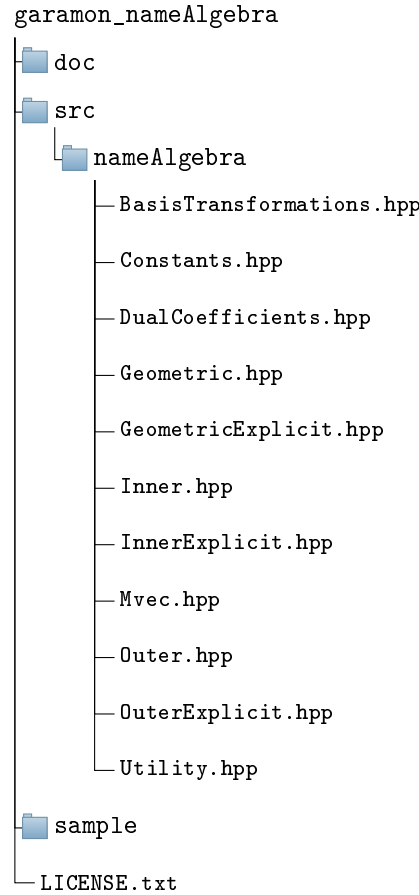 garamon_nameAlgebra
doc
src
nameAlgebra
BasisTransformations.hpp
Constants.hpp
DualCoefficients.hpp
Geometric.hpp
GeometricExplicit.hpp
Inner.hpp
InnerExplicit.hpp
Mvec.hpp
Outer.hpp
OuterExplicit.hpp
Utility.hpp
sample
LICENSE.txt